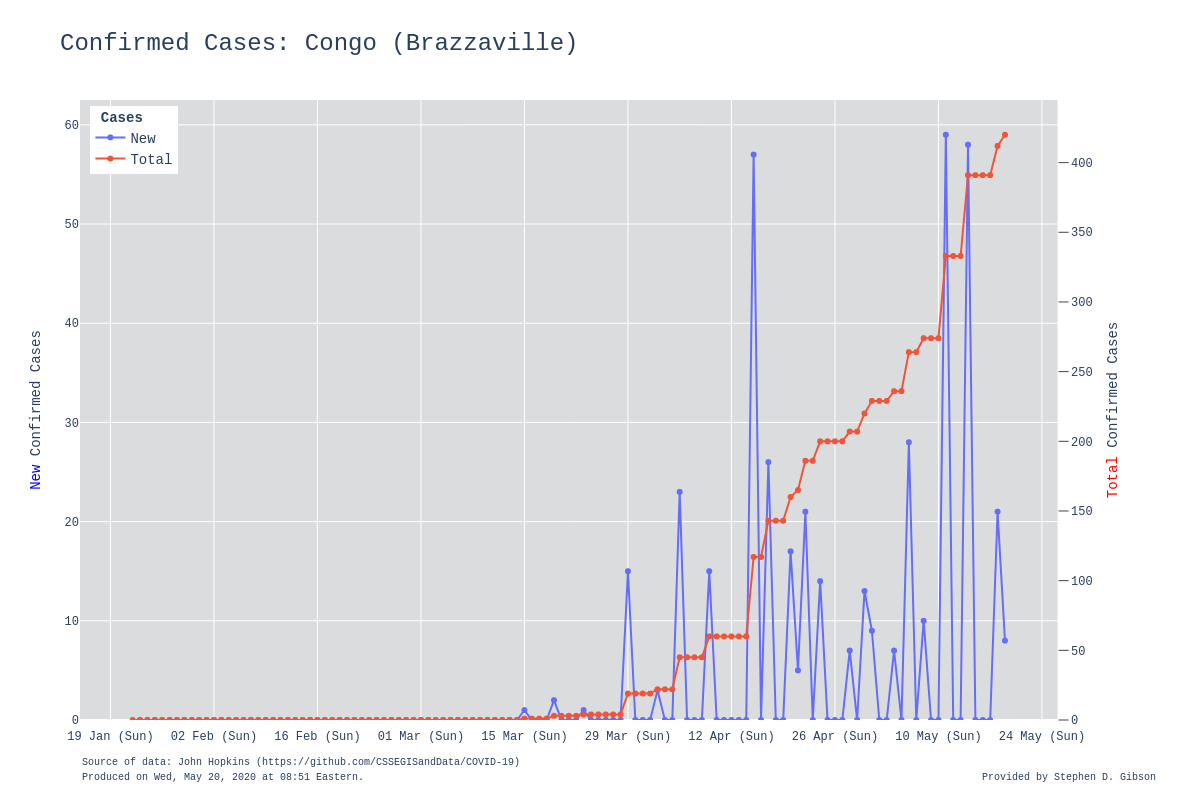 Confirmed Cases: Congo (Brazzaville)
Cases
New
Total
60
50
40
30
20
10
0
New Confirmed Cases
400
350
300
250
200
150
100
50
0
Total Confirmed Cases
19 Jan (Sun) 02 Feb (Sun) 16 Feb (Sun) 01 Mar (Sun) 15 Mar (Sun) 29 Mar (Sun) 12 Apr (Sun) 26 Apr (Sun) 10 May (Sun) 24 May (Sun)
Source of data: John Hopkins (https://github.com/CSSEGISandData/COVID-19)
Produced on Wed, May 20, 2020 at 08:51 Eastern.
Provided by Stephen D. Gibson